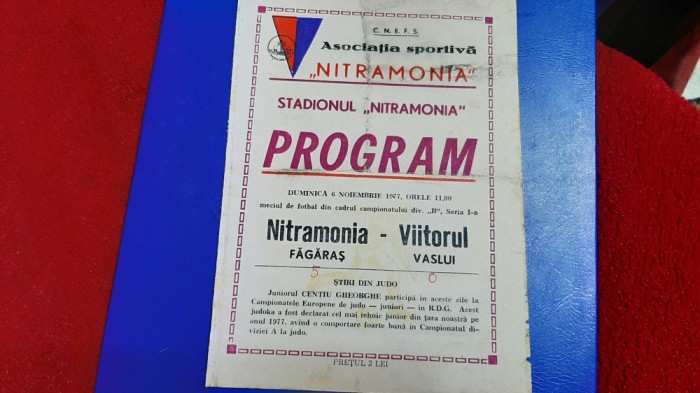 C. N. E. F. S.
Asociația sportivă
„NITRAMONIA“
STADIONUL „NITRAMONIA“
PROGRAM
DUMINICĂ 6 NOIEMBRIE 1977, ORELE 11,00
meciul de fotbal din cadrul campionatului div. „B“, Seria I-a
Nitramonia - Viitorul
FĂGĂRAȘ VASLUI
5 0
ȘTIRI DIN JUDO
Juniorul CENȚIU GHEORGHE participă în aceste zile la
Campionatele Europene de judo — juniori — în R.D.G. Acest
judoka a fost declarat cel mai tehnic junior din țara noastră pe
anul 1977, avînd o comportare foarte bună în Campionatul di-
viziei A la judo.
PREȚUL 2 LEI